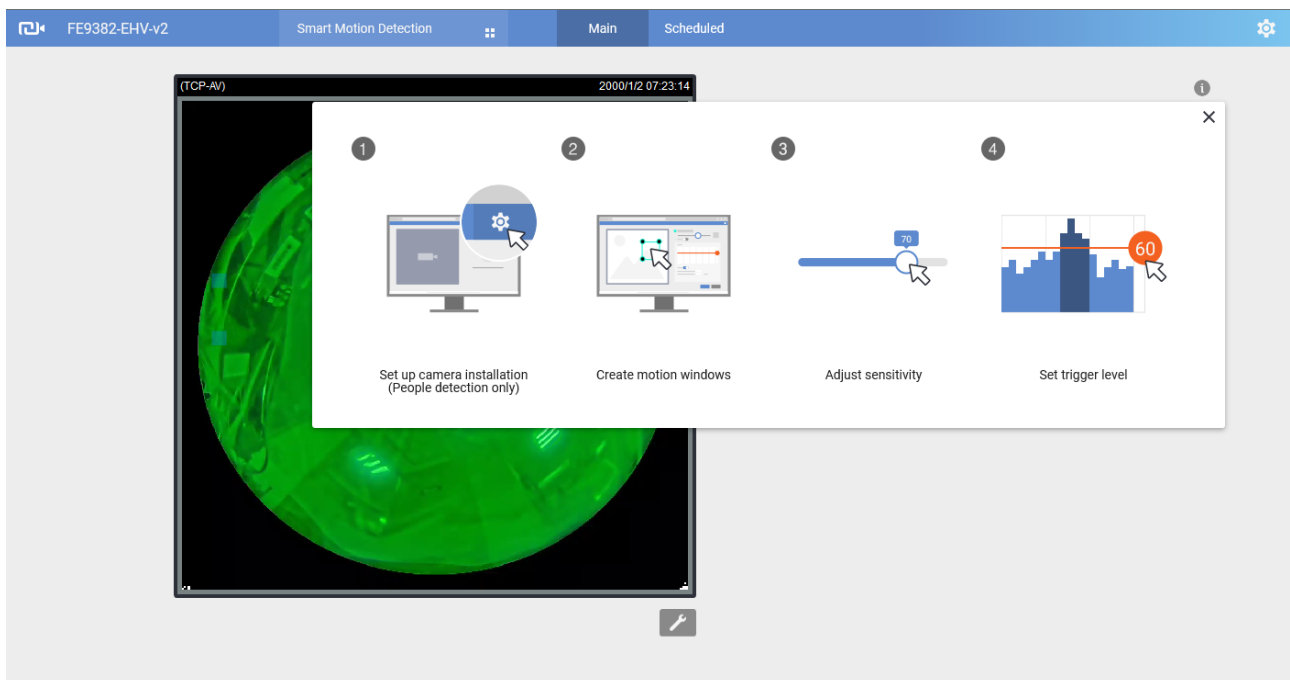 FE9382-EHV-v2
Smart Motion Detection
Main
Scheduled
(TCP-AV)
2000/1/2 07:23:14
1
2
3
4
70
60
Set up camera installation
(People detection only)
Create motion windows
Adjust sensitivity
Set trigger level